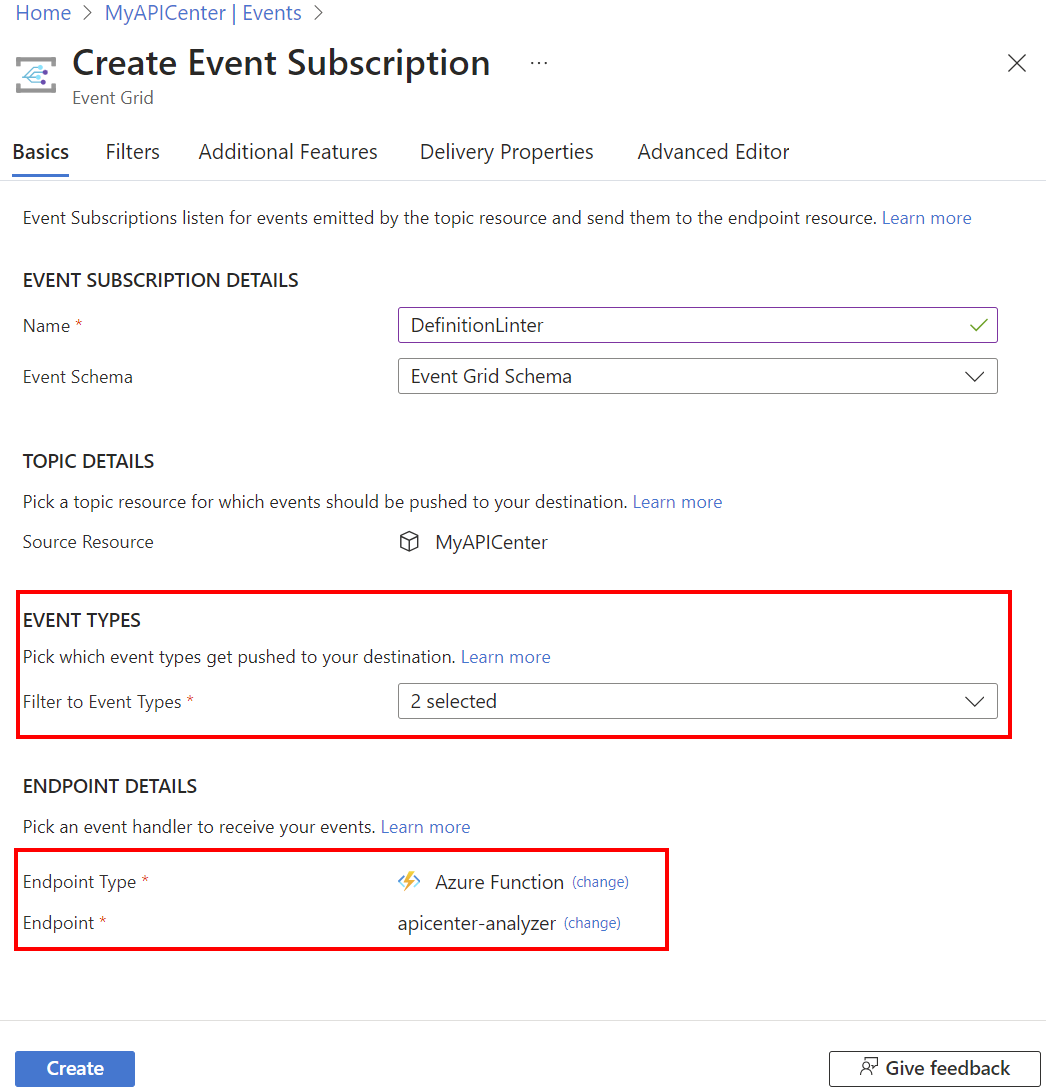 Home > MyAPICenter | Events >
Create Event Subscription ...
Event Grid
Basics Filters Additional Features Delivery Properties Advanced Editor
Event Subscriptions listen for events emitted by the topic resource and send them to the endpoint resource. Learn more
EVENT SUBSCRIPTION DETAILS
Name * DefinitionLinter
Event Schema Event Grid Schema
TOPIC DETAILS
Pick a topic resource for which events should be pushed to your destination. Learn more
Source Resource MyAPICenter
EVENT TYPES
Pick which event types get pushed to your destination. Learn more
Filter to Event Types * 2 selected
ENDPOINT DETAILS
Pick an event handler to receive your events. Learn more
Endpoint Type * Azure Function (change)
Endpoint * apicenter-analyzer (change)
Create Give feedback